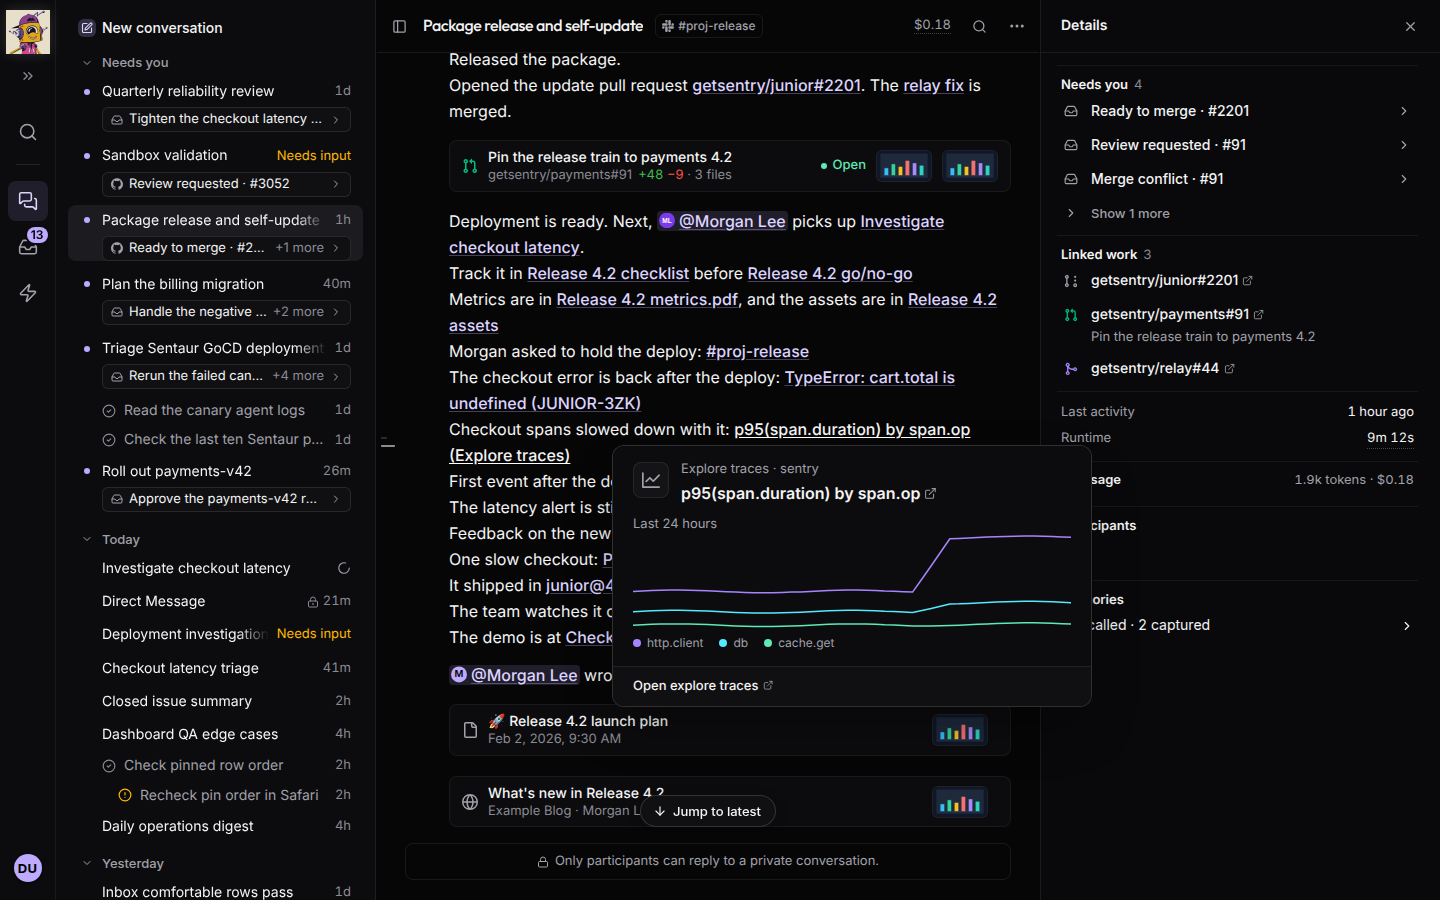 New conversation
Needs you
Quarterly reliability review 1d
Tighten the checkout latency ...
Sandbox validation Needs input
Review requested · #3052
Package release and self-update 1h
Ready to merge · #2... +1 more
13
Plan the billing migration 40m
Handle the negative ... +2 more
Triage Sentaur GoCD deployment 1d
Rerun the failed can... +4 more
Read the canary agent logs 1d
Check the last ten Sentaur p... 1d
Roll out payments-v42 26m
Approve the payments-v42 r...
Today
Investigate checkout latency
Direct Message 21m
Deployment investigation Needs input
Checkout latency triage 41m
Closed issue summary 2h
Dashboard QA edge cases 4h
Check pinned row order 2h
Recheck pin order in Safari 2h
Daily operations digest 4h
Yesterday
Inbox comfortable rows pass 1d
DU
Package release and self-update #proj-release $0.18
Released the package.
Opened the update pull request getsentry/junior#2201. The relay fix is
merged.
Pin the release train to payments 4.2
getsentry/payments#91 +48 −9 · 3 files
Open
Deployment is ready. Next, ML @Morgan Lee picks up Investigate
checkout latency.
Track it in Release 4.2 checklist before Release 4.2 go/no-go
Metrics are in Release 4.2 metrics.pdf, and the assets are in Release 4.2
assets
Morgan asked to hold the deploy: #proj-release
The checkout error is back after the deploy: TypeError: cart.total is
undefined (JUNIOR-3ZK)
Checkout spans slowed down with it: p95(span.duration) by span.op
(Explore traces)
First event after the d
The latency alert is sti
Feedback on the new
One slow checkout: P
It shipped in junior@4
The team watches it
The demo is at Check
M @Morgan Lee wro
Explore traces · sentry
p95(span.duration) by span.op
Last 24 hours
http.client db cache.get
Open explore traces
🚀 Release 4.2 launch plan
Feb 2, 2026, 9:30 AM
What's new in Release 4.2
Example Blog · Morgan L
Jump to latest
Only participants can reply to a private conversation.
Details
Needs you 4
Ready to merge · #2201
Review requested · #91
Merge conflict · #91
Show 1 more
Linked work 3
getsentry/junior#2201
getsentry/payments#91
Pin the release train to payments 4.2
getsentry/relay#44
Last activity 1 hour ago
Runtime 9m 12s
sage 1.9k tokens · $0.18
cipants
ories
called · 2 captured